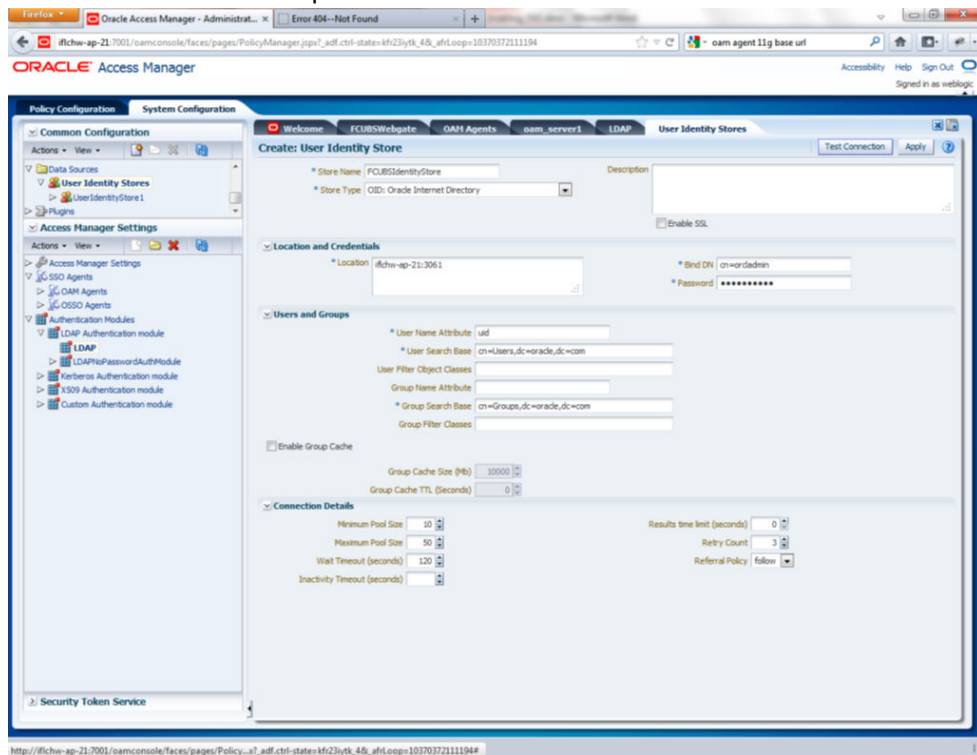 Firefox
Oracle Access Manager - Administrat...
Error 404--Not Found
iflchw-ap-21:7001/oamconsole/faces/pages/PolicyManager.jspx?_adf.ctrl-state=kfr23iytk_4&_afrLoop=10370372111194
oam agent 11g base url
ORACLE Access Manager
Accessibility Help Sign Out
Signed in as weblogic
Policy Configuration System Configuration
Common Configuration
Actions View
Data Sources
User Identity Stores
UserIdentityStore1
Plugins
Access Manager Settings
Actions View
Access Manager Settings
SSO Agents
OAM Agents
OSSO Agents
Authentication Modules
LDAP Authentication module
LDAP
LDAPNoPasswordAuthModule
Kerberos Authentication module
X509 Authentication module
Custom Authentication module
Security Token Service
Welcome FCUBSWebgate OAM Agents oam_server1 LDAP User Identity Stores
Create: User Identity Store
Test Connection Apply
* Store Name FCUBSIdentityStore
Description
* Store Type OID: Oracle Internet Directory
Enable SSL
Location and Credentials
* Location iflchw-ap-21:3061
* Bind DN cn=orcladmin
* Password ••••••••••
Users and Groups
* User Name Attribute uid
* User Search Base cn=Users,dc=oracle,dc=com
User Filter Object Classes
Group Name Attribute
* Group Search Base cn=Groups,dc=oracle,dc=com
Group Filter Classes
Enable Group Cache
Group Cache Size (Mb) 10000
Group Cache TTL (Seconds) 0
Connection Details
Minimum Pool Size 10
Results time limit (seconds) 0
Maximum Pool Size 50
Retry Count 3
Wait Timeout (seconds) 120
Referral Policy follow
Inactivity Timeout (seconds)
http://iflchw-ap-21:7001/oamconsole/faces/pages/Policy...x?_adf.ctrl-state=kfr23iytk_4&_afrLoop=10370372111194#